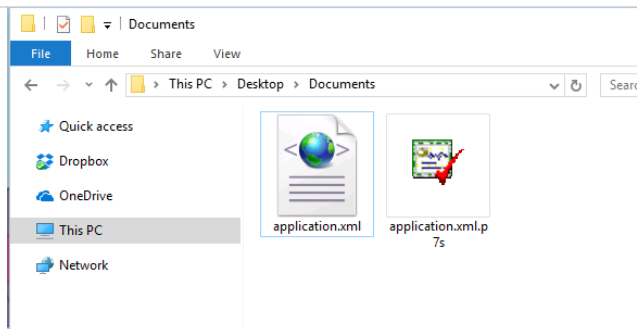 Documents
File Home Share View
This PC Desktop Documents
Quick access
Dropbox
OneDrive
This PC
Network
application.xml
application.xml.p
7s